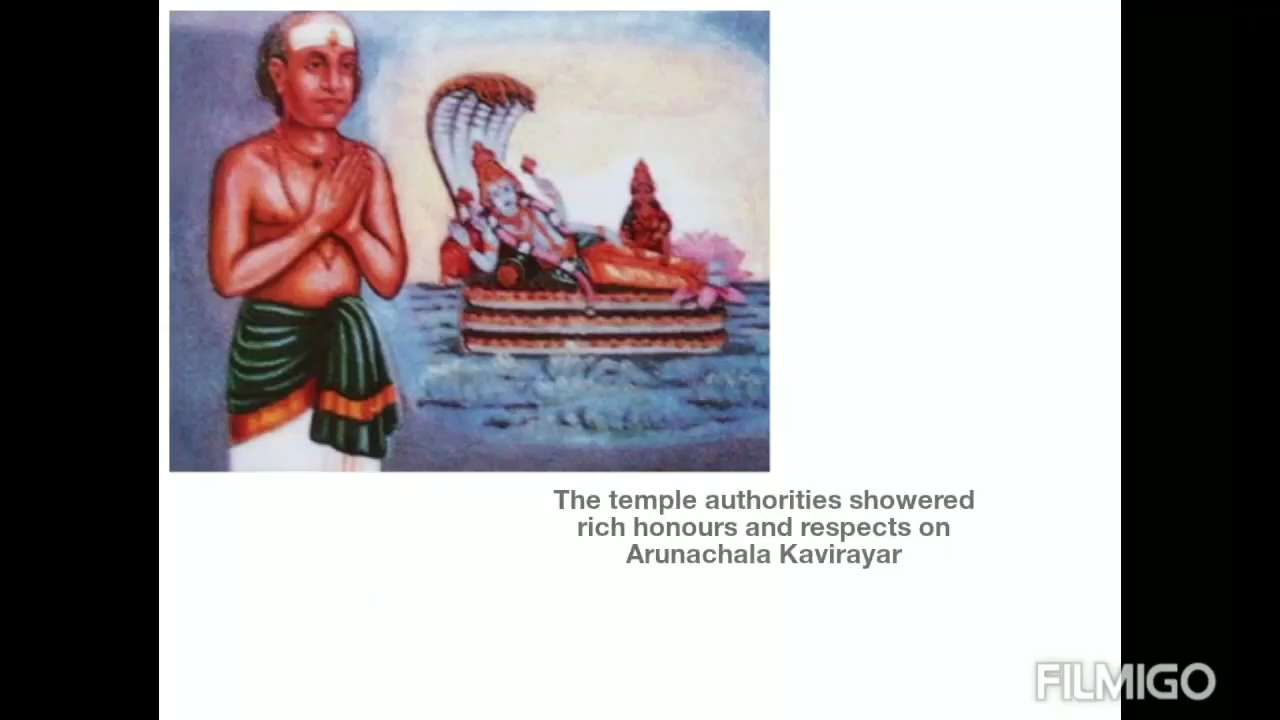 The temple authorities showered
rich honours and respects on
Arunachala Kavirayar
FILMIGO